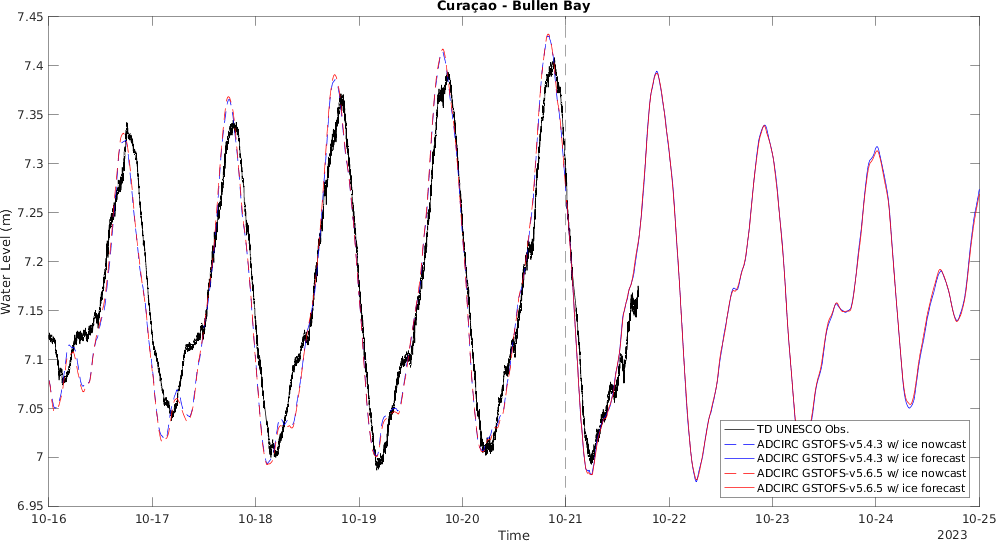 Curaçao - Bullen Bay
7.45
7.4
7.35
7.3
7.25
7.2
7.15
7.1
7.05
7
6.95
Water Level (m)
10-16
10-17
10-18
10-19
10-20
10-21
10-22
10-23
10-24
10-25
Time
2023
TD UNESCO Obs.
ADCIRC GSTOFS-v5.4.3 w/ ice nowcast
ADCIRC GSTOFS-v5.4.3 w/ ice forecast
ADCIRC GSTOFS-v5.6.5 w/ ice nowcast
ADCIRC GSTOFS-v5.6.5 w/ ice forecast